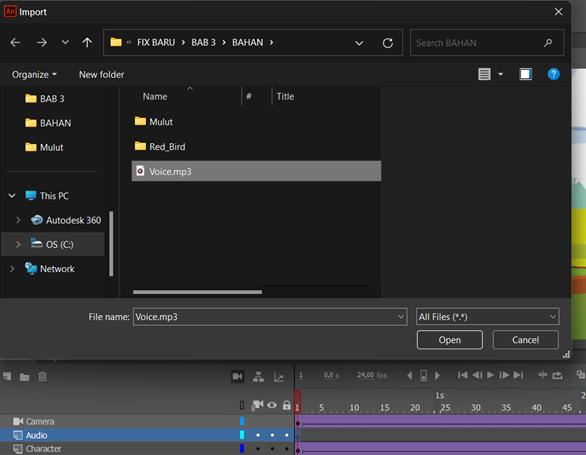 An Import
FIX BARU BAB 3 BAHAN
Search BAHAN
Organize New folder
Name # Title
BAB 3
BAHAN
Mulut
This PC
Autodesk 360
OS (C:)
Network
Mulut
Red_Bird
Voice.mp3
File name: Voice.mp3
All Files (*.*)
Open Cancel
1 0,0 s 24,00 fps
1s 2
1 5 10 15 20 25 30 35 40 45
Camera
Audio
Character